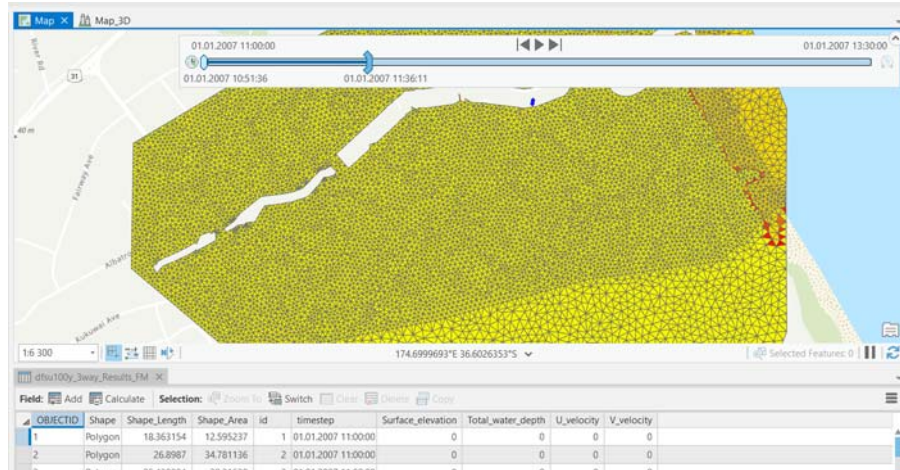 Map
Map_3D
01.01.2007 11:00:00
01.01.2007 13:30:00
01.01.2007 10:51:36
01.01.2007 11:36:11
River Rd
31
40 m
Fairway Ave
Albatro
Kukumai Ave
1:6 300
174.6999693°E 36.6026353°S
Selected Features: 0
dfsu100y_3way_Results_FM
Field: Add Calculate Selection: Zoom To Switch Clear Delete Copy
OBJECTID Shape Shape_Length Shape_Area id timestep Surface_elevation Total_water_depth U_velocity V_velocity
1 Polygon 18.363154 12.595237 1 01.01.2007 11:00:00 0 0 0 0
2 Polygon 26.8987 34.781136 2 01.01.2007 11:00:00 0 0 0 0